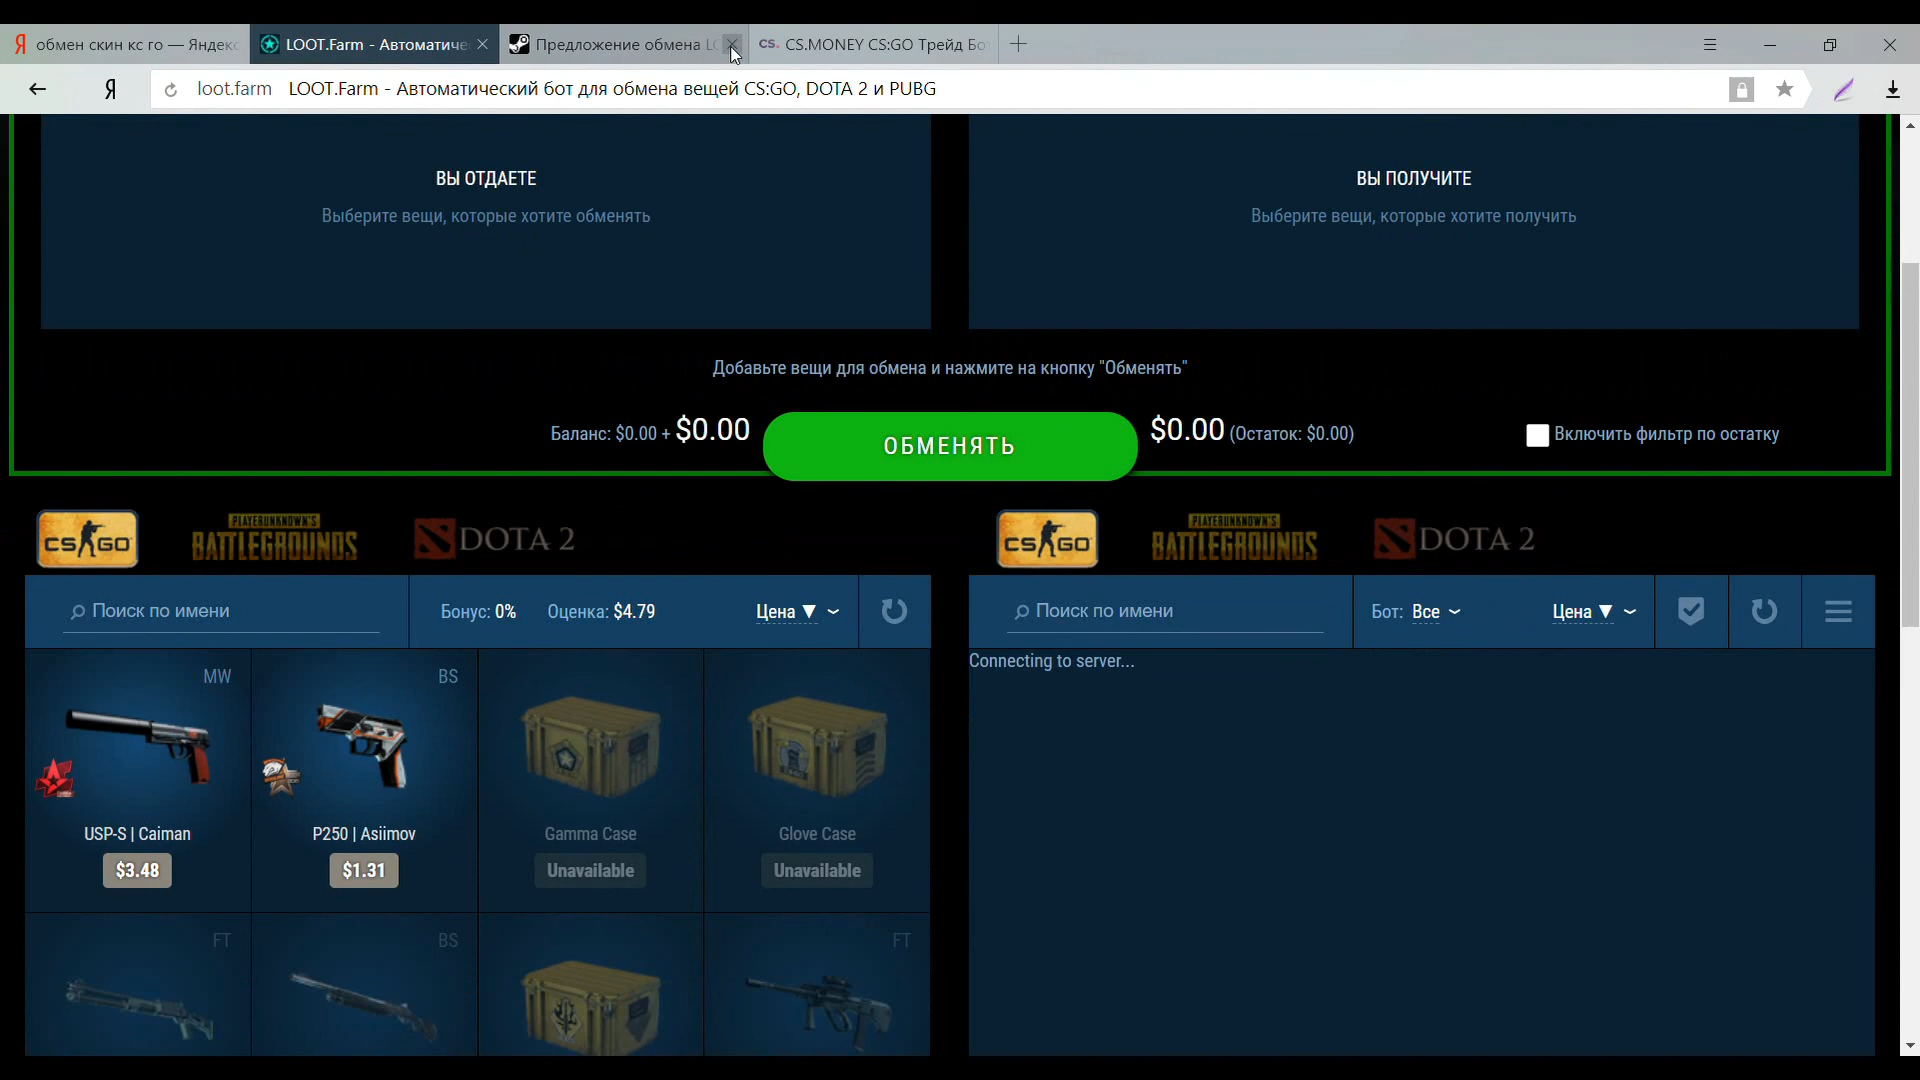 обмен скин кс го — Яндекс
LOOT.Farm - Автоматиче
Предложение обмена LO
CS. CS.MONEY CS:GO Трейд Бот
Я loot.farm LOOT.Farm - Автоматический бот для обмена вещей CS:GO, DOTA 2 и PUBG
ВЫ ОТДАЕТЕ
Выберите вещи, которые хотите обменять
ВЫ ПОЛУЧИТЕ
Выберите вещи, которые хотите получить
Добавьте вещи для обмена и нажмите на кнопку "Обменять"
Баланс: $0.00 + $0.00
ОБМЕНЯТЬ
$0.00 (Остаток: $0.00)
Включить фильтр по остатку
CS GO
PLAYERUNKNOWN'S
BATTLEGROUNDS
DOTA 2
CS GO
PLAYERUNKNOWN'S
BATTLEGROUNDS
DOTA 2
Поиск по имени
Бонус: 0% Оценка: $4.79
Цена ▼
Поиск по имени
Бот: Все
Цена ▼
Connecting to server...
MW
USP-S | Caiman
$3.48
BS
P250 | Asiimov
$1.31
Gamma Case
Unavailable
Glove Case
Unavailable
FT
BS
FT